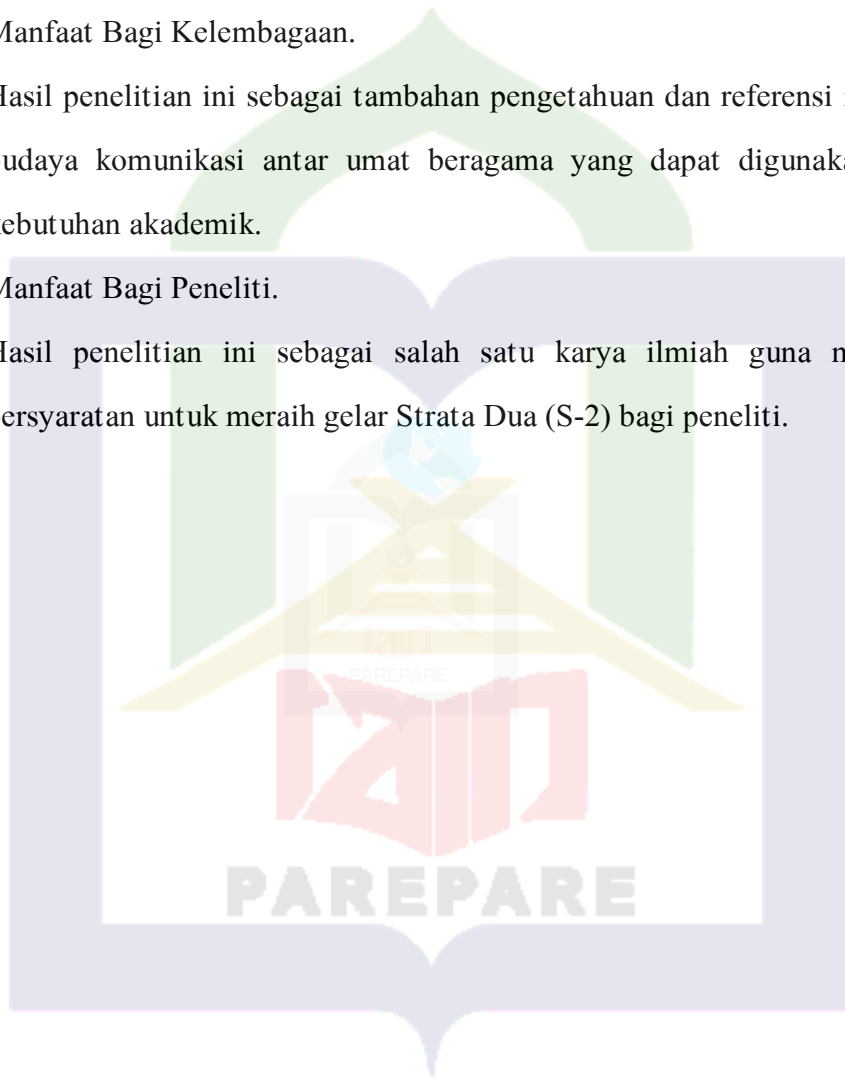 Manfaat Bagi Kelembagaan.
Hasil penelitian ini sebagai tambahan pengetahuan dan referensi
budaya komunikasi antar umat beragama yang dapat
kebutuhan akademik.
Manfaat Bagi Peneliti.
Hasil penelitian ini sebagai salah satu karya ilmiah guna
persyaratan untuk meraih gelar Strata Dua (S-2) bagi peneliti.
IAIN
PAREPARE
IAIN
PAREPARE